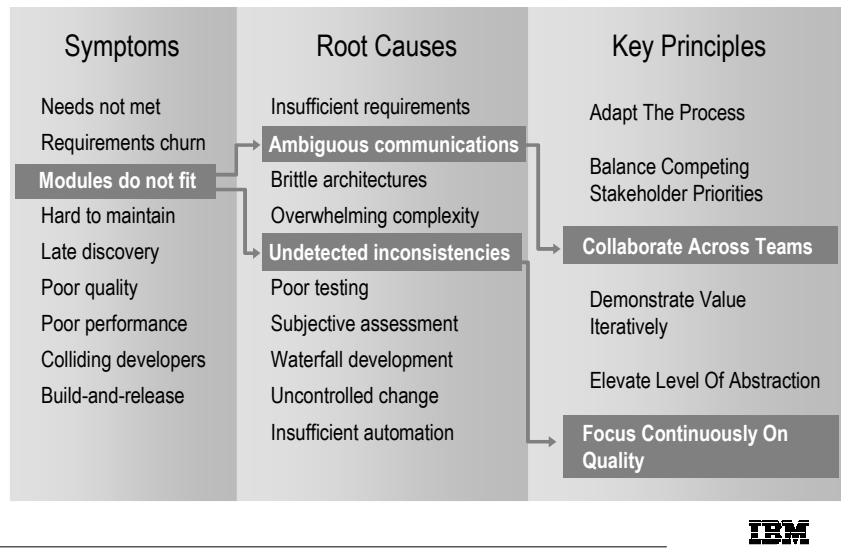 Symptoms
Needs not met
Requirements churn
Modules do not fit
Hard to maintain
Late discovery
Poor quality
Poor performance
Colliding developers
Build-and-release
Root Causes
Insufficient requirements
Ambiguous communications
Brittle architectures
Overwhelming complexity
Undetected inconsistencies
Poor testing
Subjective assessment
Waterfall development
Uncontrolled change
Insufficient automation
Key Principles
Adapt The Process
Balance Competing
Stakeholder Priorities
Collaborate Across Teams
Demonstrate Value
Iteratively
Elevate Level Of Abstraction
Focus Continuously On
Quality
IBM